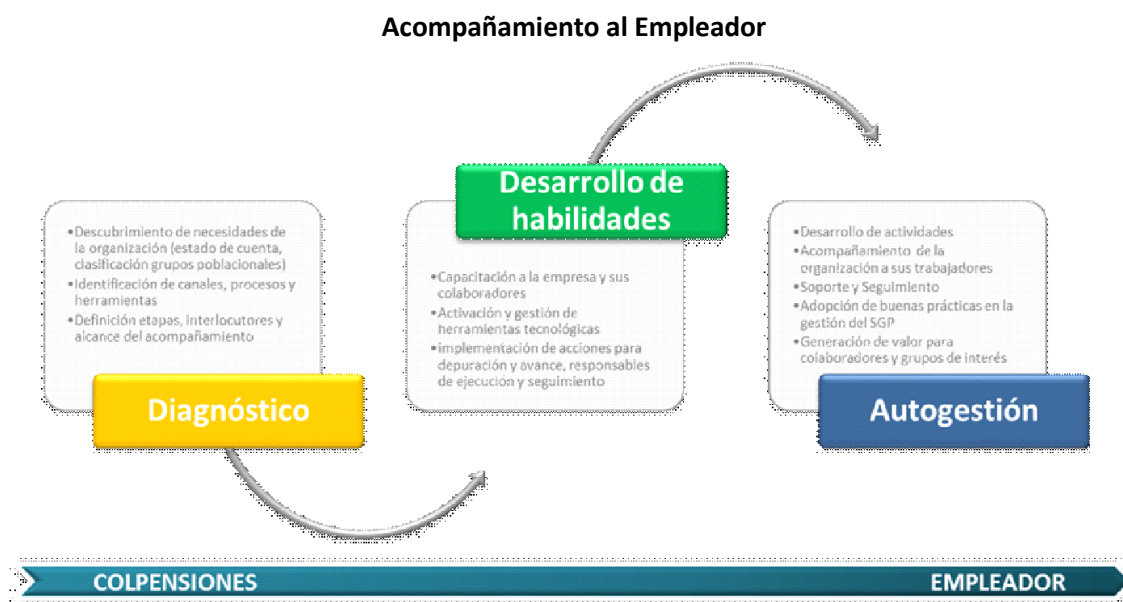 Acompañamiento al Empleador
•Descubrimiento de necesidades de
la organización (estado de cuenta,
clasificación grupos poblacionales)
•Identificación de canales, procesos y
herramientas
•Definición etapas, interlocutores y
alcance del acompañamiento
Diagnóstico
Desarrollo de
habilidades
•Capacitación a la empresa y sus
colaboradores
•Activación y gestión de
herramientas tecnológicas
•implementación de acciones para
depuración y avance, responsables
de ejecución y seguimiento
•Desarrollo de actividades
•Acompañamiento de la
organización a sus trabajadores
•Soporte y Seguimiento
•Adopción de buenas prácticas en la
gestión del SGP
•Generación de valor para
colaboradores y grupos de interés
Autogestión
COLPENSIONES
EMPLEADOR